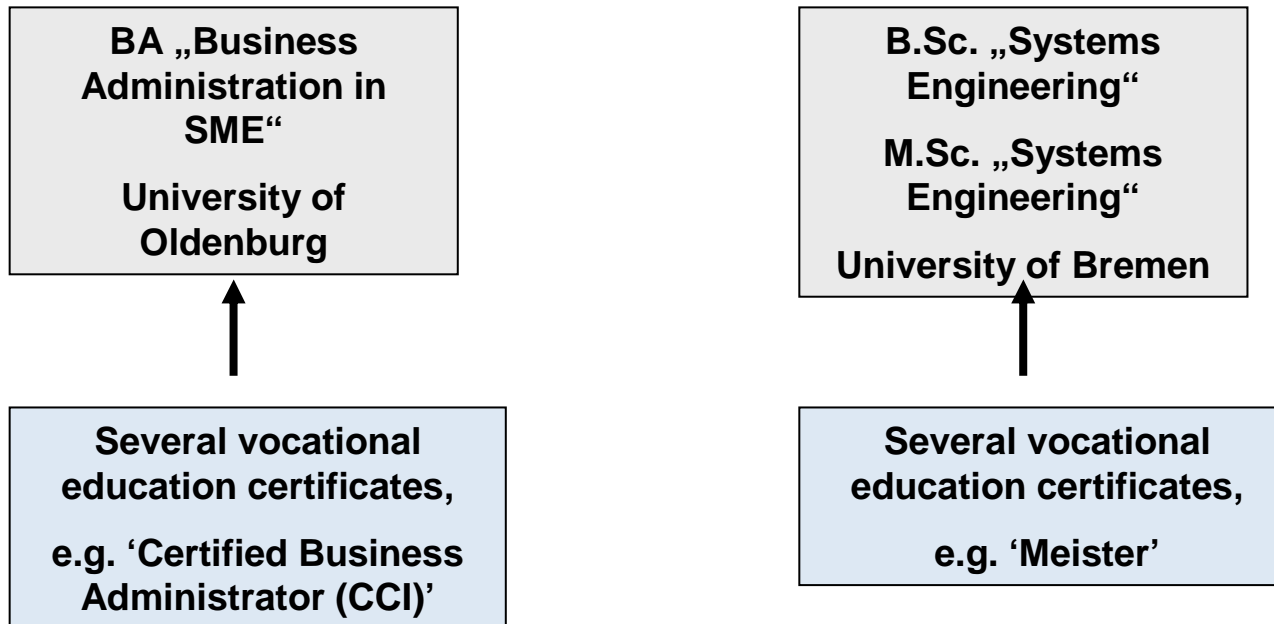 BA „Business
Administration in
SME“
University of
Oldenburg
B.Sc. „Systems
Engineering“
M.Sc. „Systems
Engineering“
University of Bremen
Several vocational
education certificates,
e.g. ‘Certified Business
Administrator (CCI)’
Several vocational
education certificates,
e.g. ‘Meister’